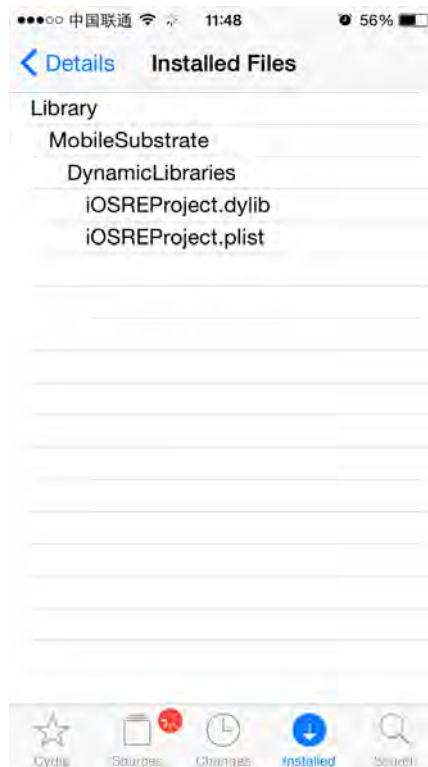 中国联通 11:48 56%
Details Installed Files
Library
MobileSubstrate
DynamicLibraries
iOSREProject.dylib
iOSREProject.plist
Cydia Sources Changes Installed Search